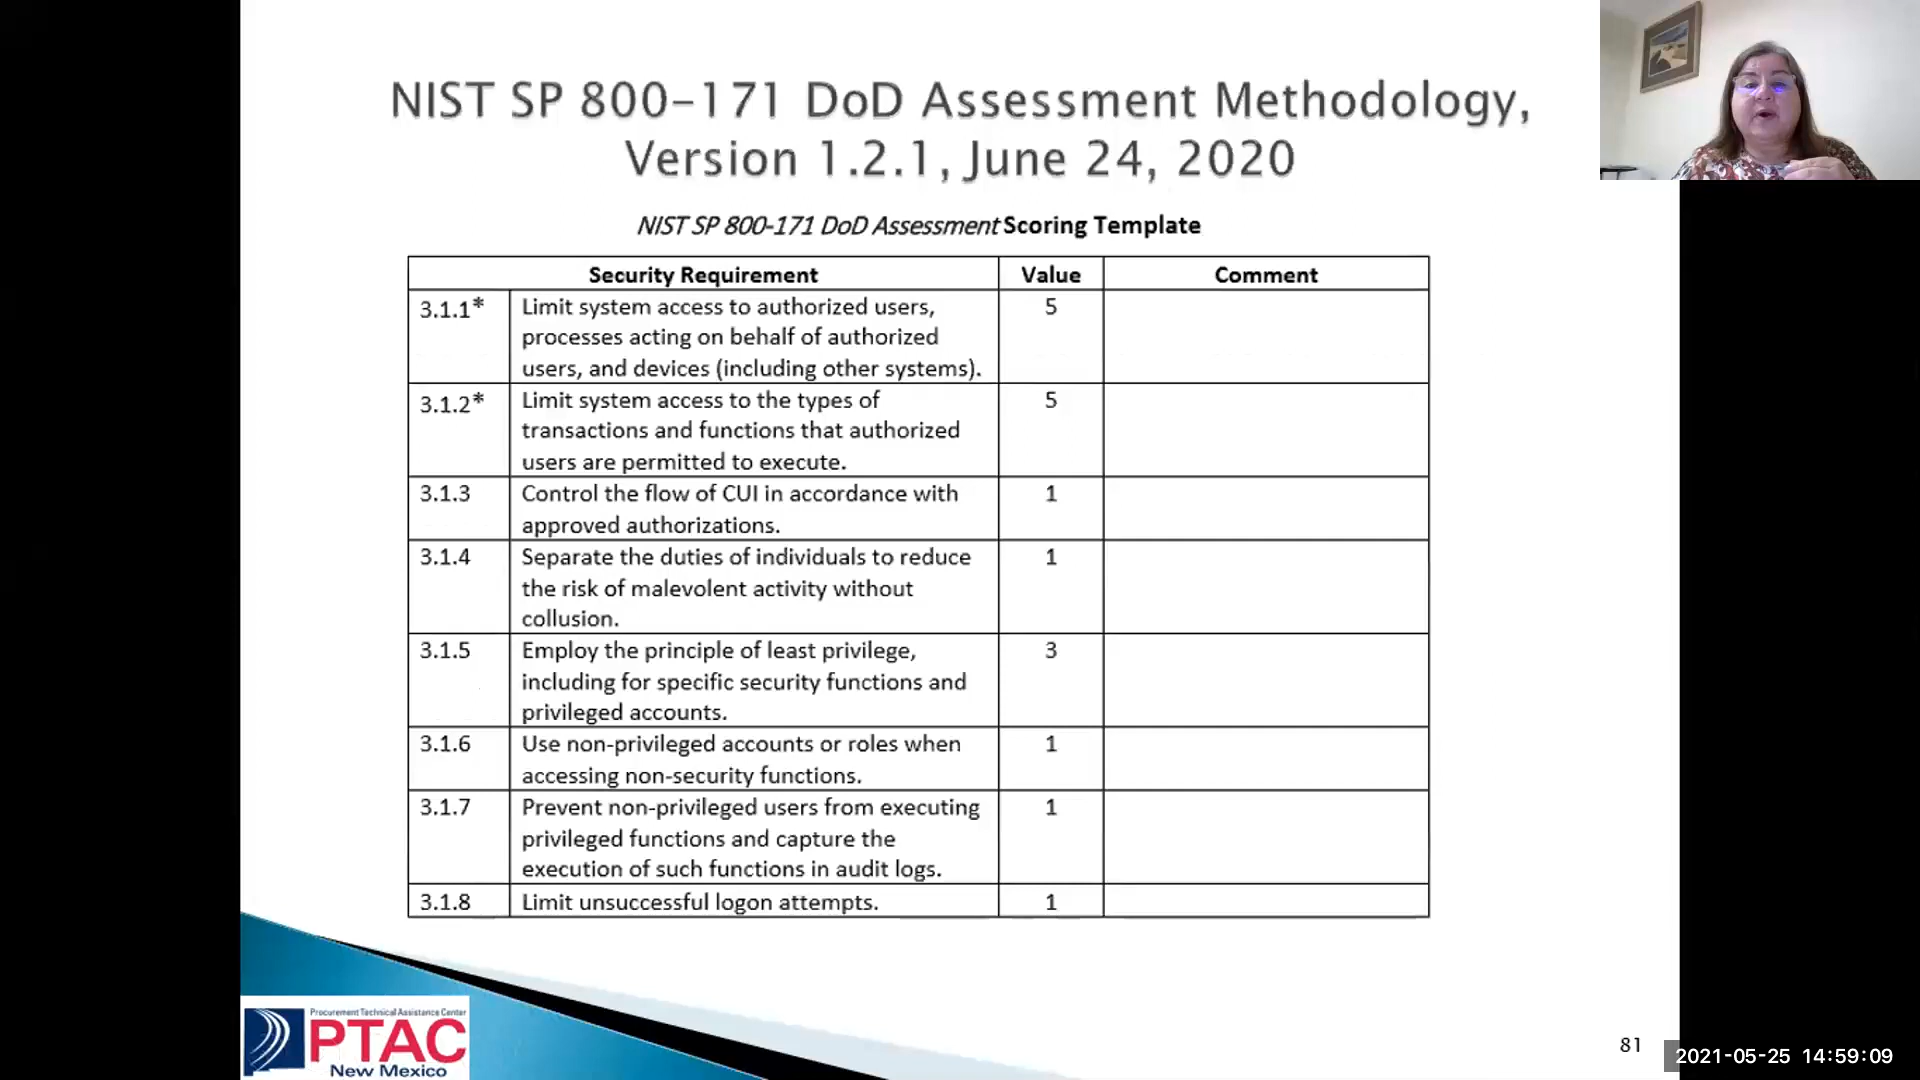 NIST SP 800-171 DoD Assessment Methodology,
Version 1.2.1, June 24, 2020
NIST SP 800-171 DoD Assessment Scoring Template
Security Requirement Value Comment
3.1.1* Limit system access to authorized users, 5
processes acting on behalf of authorized
users, and devices (including other systems).
3.1.2* Limit system access to the types of 5
transactions and functions that authorized
users are permitted to execute.
3.1.3 Control the flow of CUI in accordance with 1
approved authorizations.
3.1.4 Separate the duties of individuals to reduce 1
the risk of malevolent activity without
collusion.
3.1.5 Employ the principle of least privilege, 3
including for specific security functions and
privileged accounts.
3.1.6 Use non-privileged accounts or roles when 1
accessing non-security functions.
3.1.7 Prevent non-privileged users from executing 1
privileged functions and capture the
execution of such functions in audit logs.
3.1.8 Limit unsuccessful logon attempts. 1
Procurement Technical Assistance Center
PTAC
New Mexico
81
2021-05-25 14:59:09